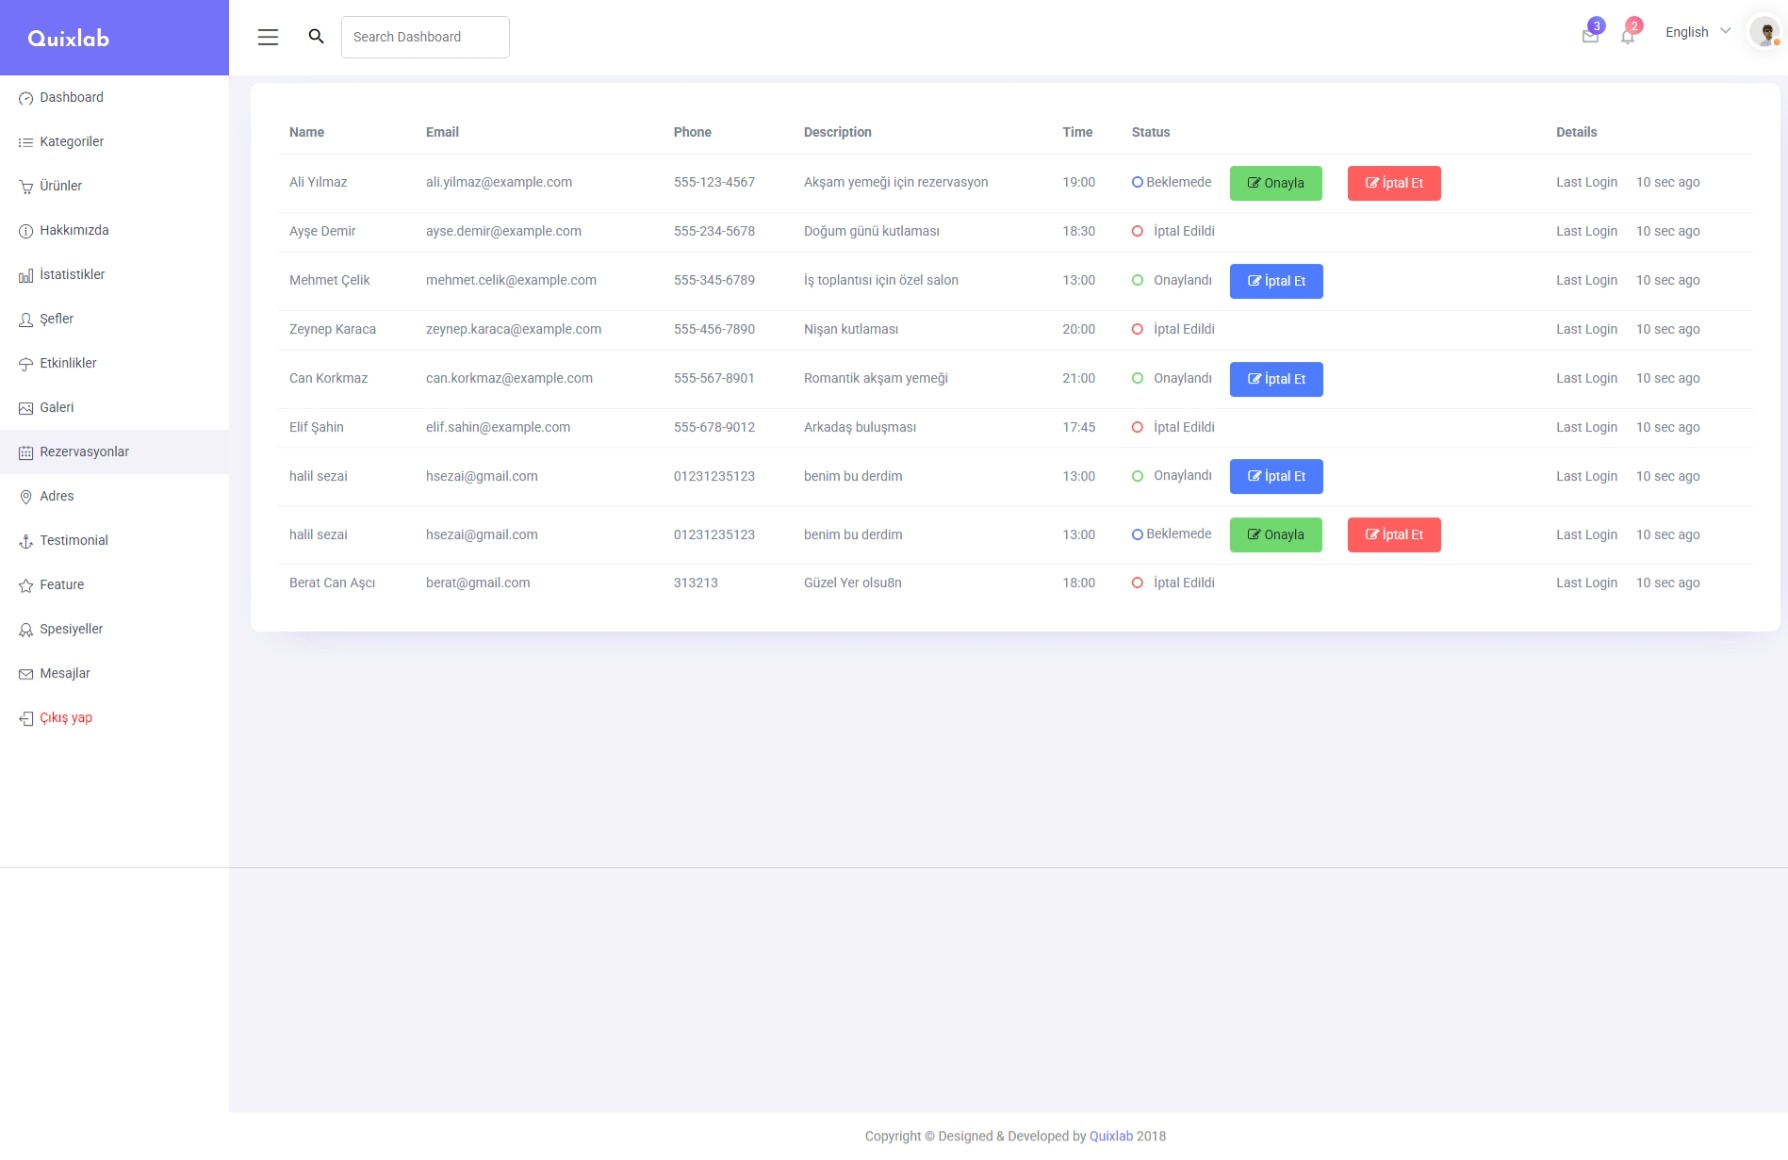 Quixlab
Search Dashboard
3
2
English
Dashboard
Kategoriler
Ürünler
Hakkımızda
İstatistikler
Şefler
Etkinlikler
Galeri
Rezervasyonlar
Adres
Testimonial
Feature
Spesiyeller
Mesajlar
Çıkış yap
Name Email Phone Description Time Status Details
Ali Yılmaz ali.yilmaz@example.com 555-123-4567 Akşam yemeği için rezervasyon 19:00 Beklemede Onayla İptal Et Last Login 10 sec ago
Ayşe Demir ayse.demir@example.com 555-234-5678 Doğum günü kutlaması 18:30 İptal Edildi Last Login 10 sec ago
Mehmet Çelik mehmet.celik@example.com 555-345-6789 İş toplantısı için özel salon 13:00 Onaylandı İptal Et Last Login 10 sec ago
Zeynep Karaca zeynep.karaca@example.com 555-456-7890 Nişan kutlaması 20:00 İptal Edildi Last Login 10 sec ago
Can Korkmaz can.korkmaz@example.com 555-567-8901 Romantik akşam yemeği 21:00 Onaylandı İptal Et Last Login 10 sec ago
Elif Şahin elif.sahin@example.com 555-678-9012 Arkadaş buluşması 17:45 İptal Edildi Last Login 10 sec ago
halil sezai hsezai@gmail.com 01231235123 benim bu derdim 13:00 Onaylandı İptal Et Last Login 10 sec ago
halil sezai hsezai@gmail.com 01231235123 benim bu derdim 13:00 Beklemede Onayla İptal Et Last Login 10 sec ago
Berat Can Aşcı berat@gmail.com 313213 Güzel Yer olsu8n 18:00 İptal Edildi Last Login 10 sec ago
Copyright © Designed & Developed by Quixlab 2018